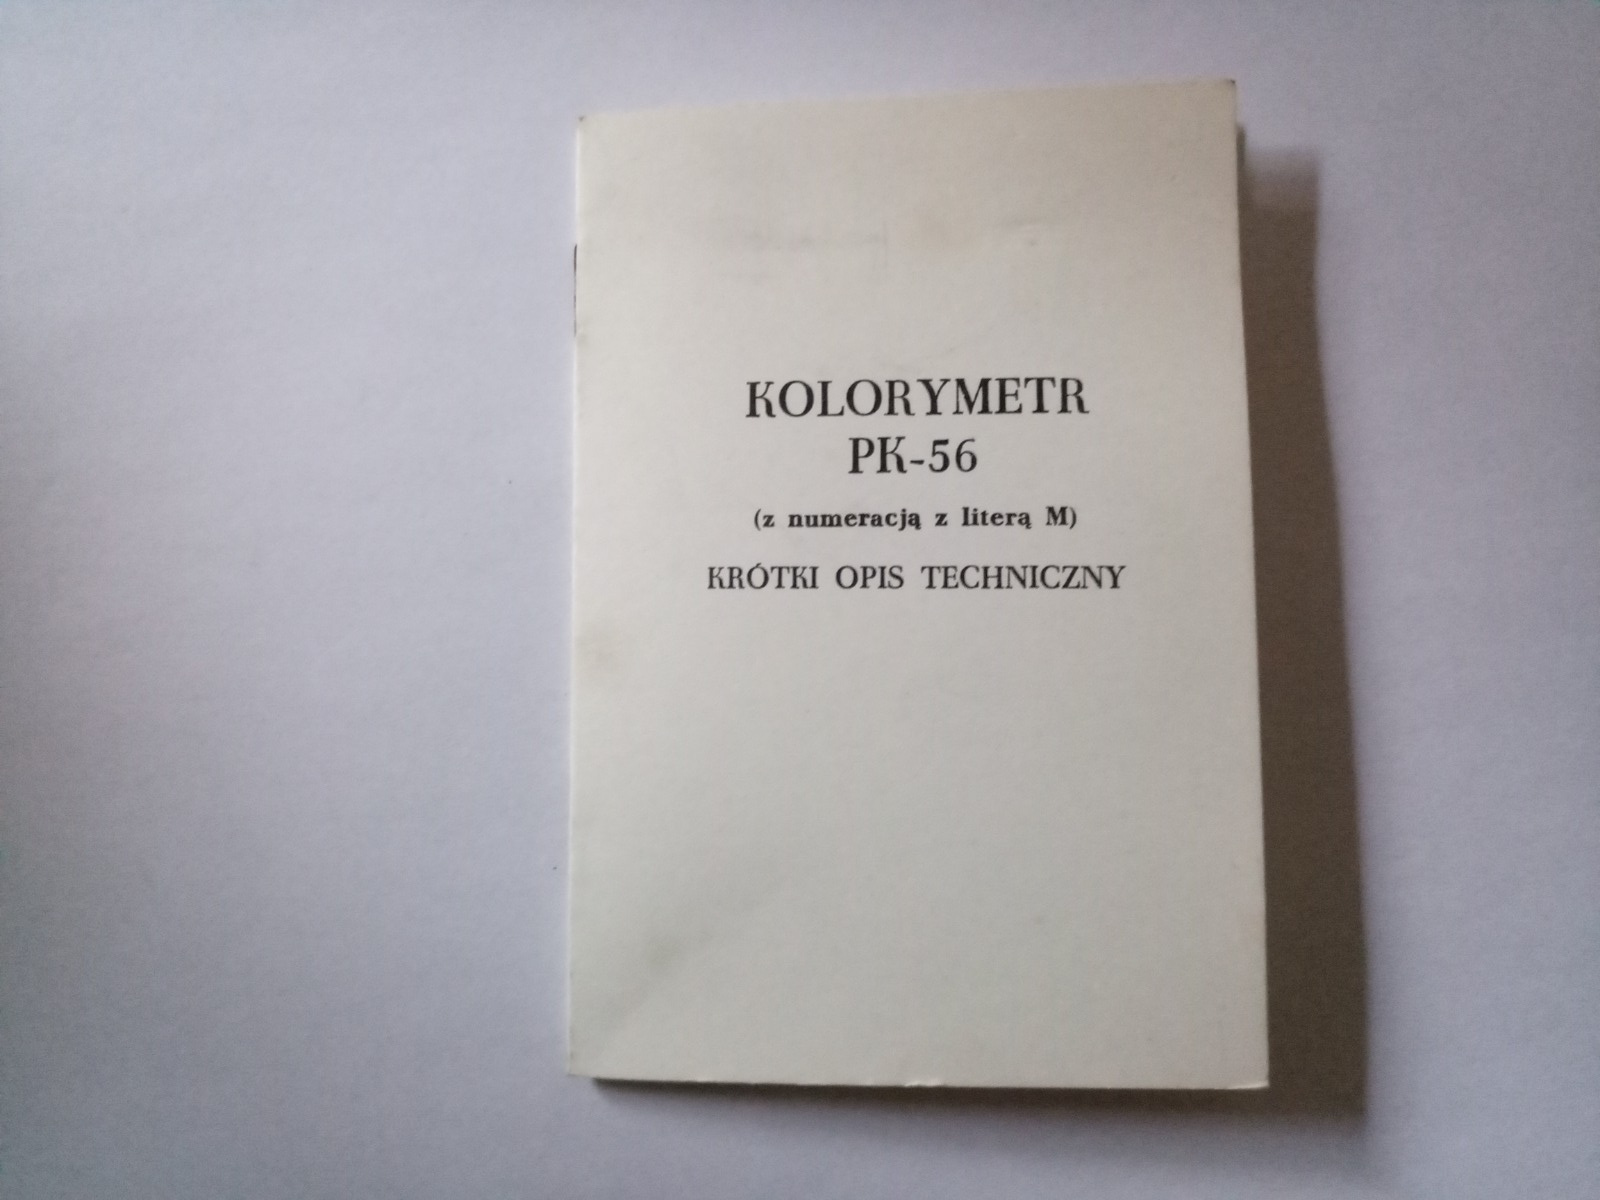 KOLORYMETR
PK-56
(z numeracją z literą M)
KRÓTKI OPIS TECHNICZNY